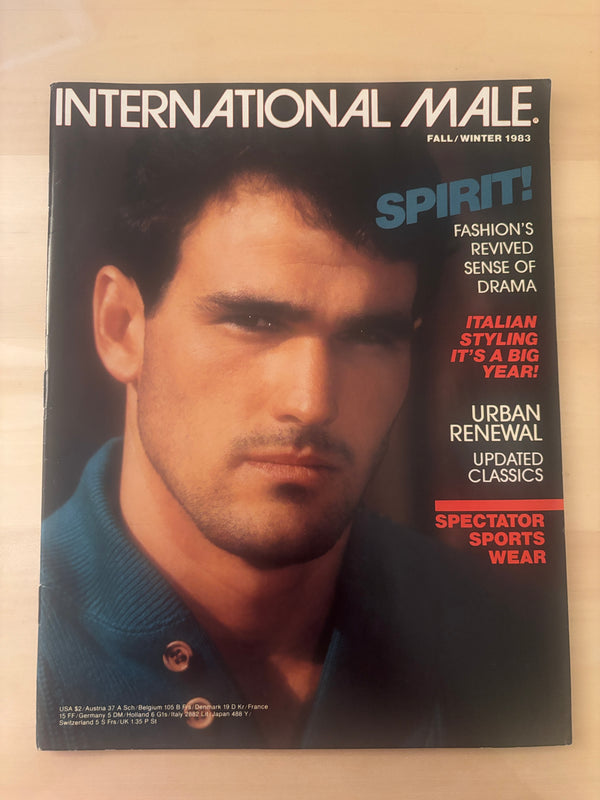 INTERNATIONAL MALE®
FALL/WINTER 1983
SPIRIT!
FASHION'S
REVIVED
SENSE OF
DRAMA
ITALIAN
STYLING
IT'S A BIG
YEAR!
URBAN
RENEWAL
UPDATED
CLASSICS
SPECTATOR
SPORTS
WEAR
USA $2/Austria 37 A Sch/Belgium 105 B Frs/Denmark 19 D Kr/France
15 FF/Germany 5 DM/Holland 6 Gfs/Italy 2882 Lit/Japan 488 Y/
Switzerland 5 S Frs/UK 1.35 P St